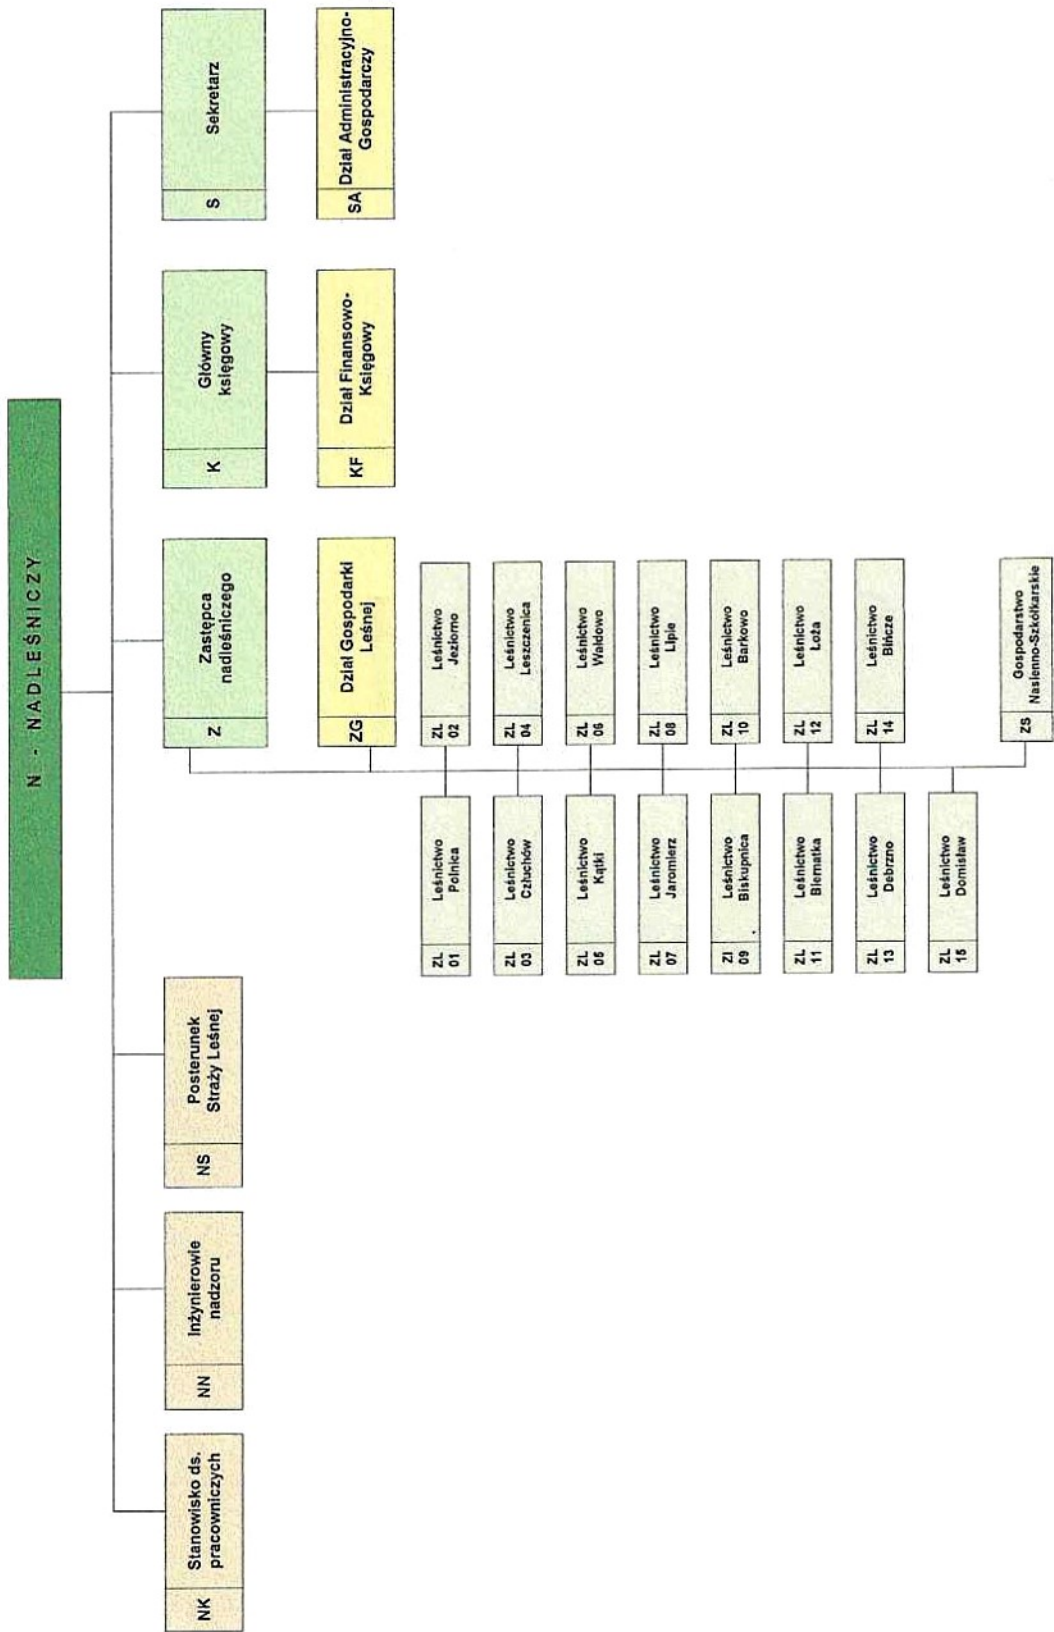 N - NADLEŚNICZY
NK
Stanowisko ds.
pracowniczych
NN
Inżynierowie
nadzoru
NS
Posterunek
Straży Leśnej
Z
Zastępca
nadleśniczego
K
Główny
księgowy
S
Sekretarz
ZG
Dział Gospodarki
Leśnej
KF
Dział Finansowo-
Księgowy
SA
Dział Administracyjno-
Gospodarczy
ZL
01
Leśnictwo
Polnica
ZL
02
Leśnictwo
Jeziorno
ZL
03
Leśnictwo
Człuchów
ZL
04
Leśnictwo
Leszczenica
ZL
05
Leśnictwo
Kątki
ZL
06
Leśnictwo
Wałdowo
ZL
07
Leśnictwo
Jaromierz
ZL
08
Leśnictwo
Lipie
Zl
09
Leśnictwo
Biskupnica
ZL
10
Leśnictwo
Barkowo
ZL
11
Leśnictwo
Biernatka
ZL
12
Leśnictwo
Łoża
ZL
13
Leśnictwo
Debrzno
ZL
14
Leśnictwo
Bińcze
ZL
15
Leśnictwo
Domisław
ZS
Gospodarstwo
Nasienno-Szkółkarskie